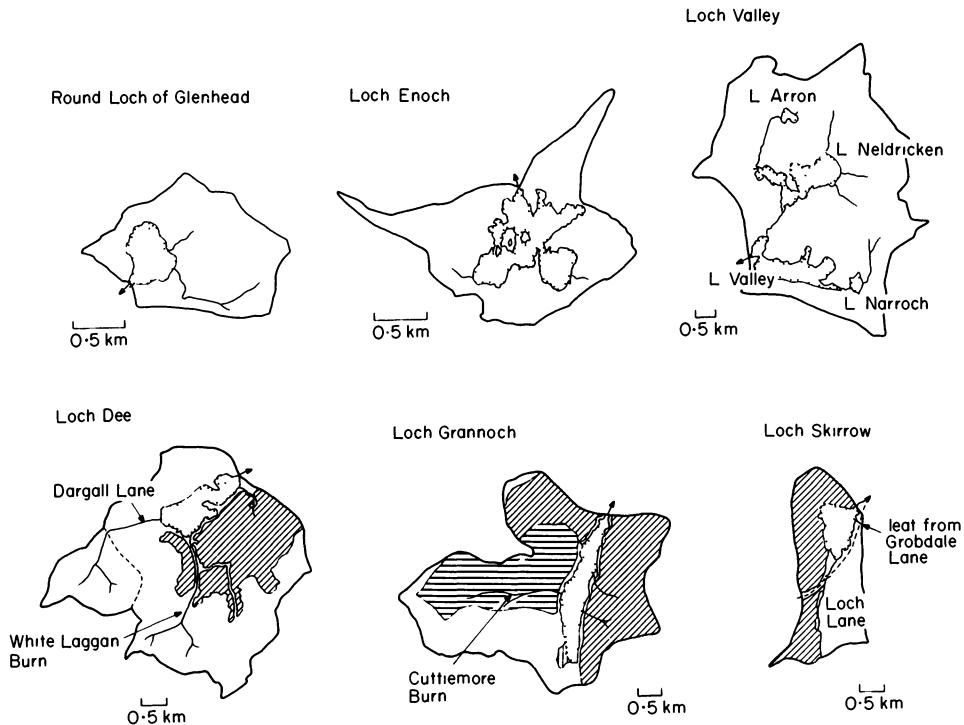 Loch Valley
Round Loch of Glenhead
Loch Enoch
L Arron
L Neldricken
L Valley
L Narroch
0·5 km
0·5 km
0·5 km
Loch Dee
Loch Grannoch
Loch Skirrow
Dargall Lane
White Laggan
Burn
Cuttiemore
Burn
leat from
Grobdale
Lane
Loch
Lane
0·5 km
0·5 km
0·5 km